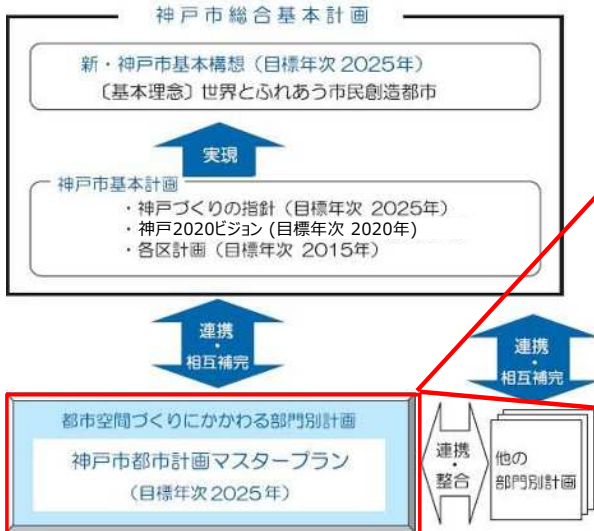 神戸市総合基本計画
新・神戸市基本構想(目標年次 2025年)
〔基本理念〕世界とふれあう市民創造都市
実現
神戸市基本計画
・神戸づくりの指針(目標年次 2025年)
・神戸2020ビジョン (目標年次 2020年)
・各区計画(目標年次 2015年)
連携
・
相互補完
連携
・
相互補完
都市空間づくりにかかわる部門別計画
神戸市都市計画マスタープラン
(目標年次2025年)
連携
・
整合
他の
部門別計画